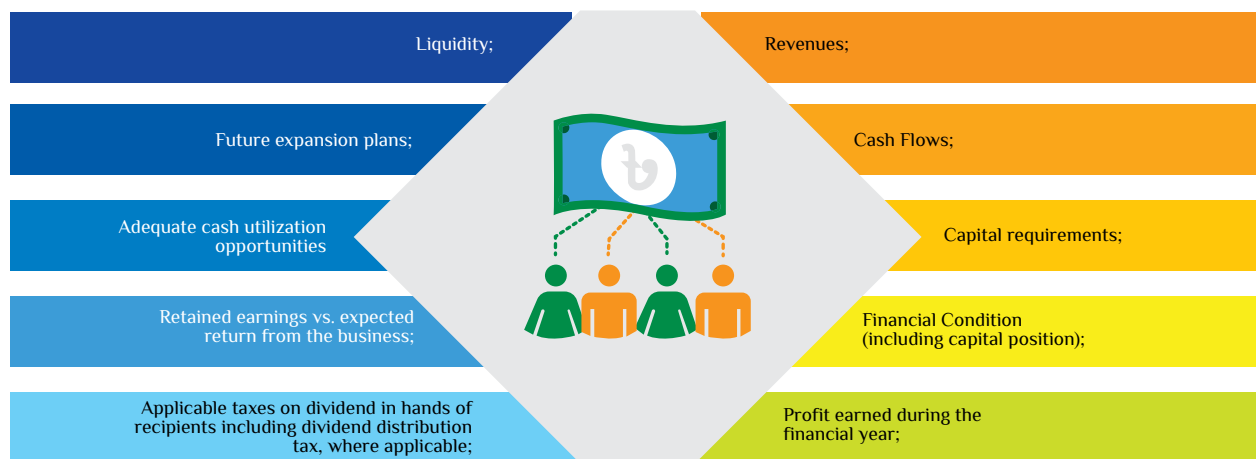 Liquidity;
Future expansion plans;
Adequate cash utilization
opportunities
Retained earnings vs. expected
return from the business;
Applicable taxes on dividend in hands of
recipients including dividend distribution
tax, where applicable;
৳
Revenues;
Cash Flows;
Capital requirements;
Financial Condition
(including capital position);
Profit earned during the
financial year;